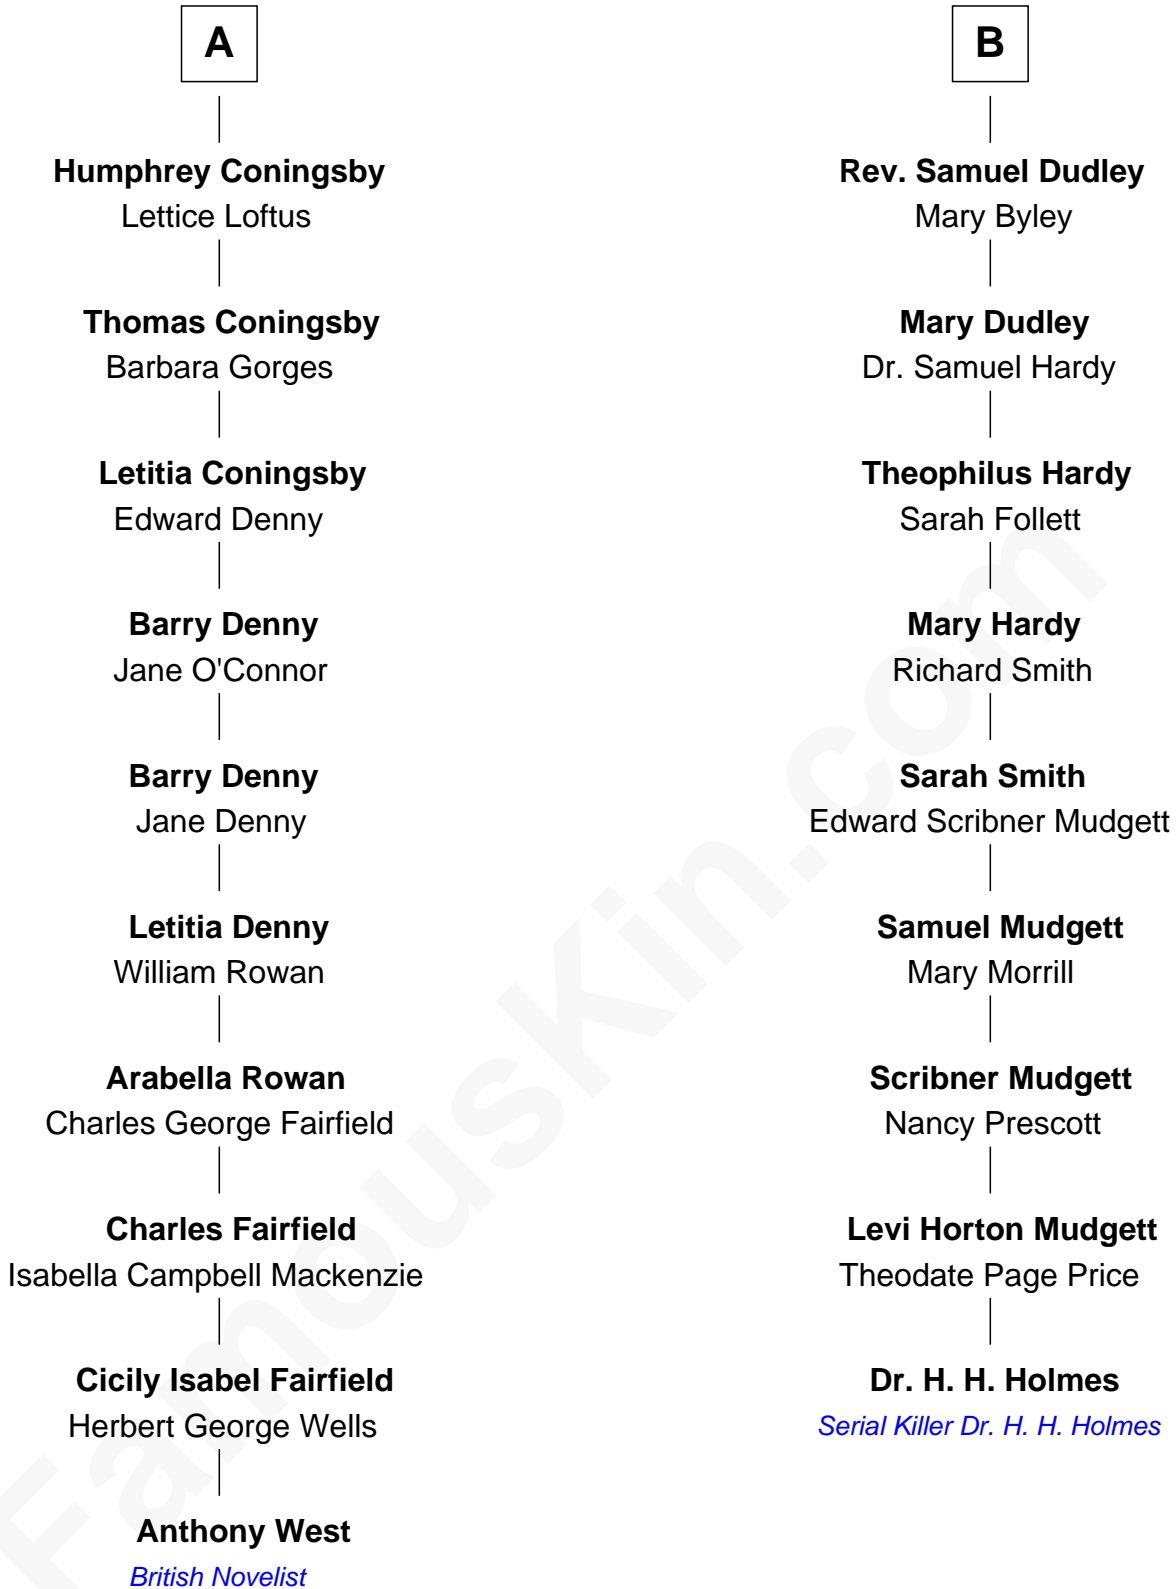 A
Humphrey Coningsby
Lettice Loftus
Thomas Coningsby
Barbara Gorges
Letitia Coningsby
Edward Denny
Barry Denny
Jane O'Connor
Barry Denny
Jane Denny
Letitia Denny
William Rowan
Arabella Rowan
Charles George Fairfield
Charles Fairfield
Isabella Campbell Mackenzie
Cicily Isabel Fairfield
Herbert George Wells
Anthony West
British Novelist
B
Rev. Samuel Dudley
Mary Byley
Mary Dudley
Dr. Samuel Hardy
Theophilus Hardy
Sarah Follett
Mary Hardy
Richard Smith
Sarah Smith
Edward Scribner Mudgett
Samuel Mudgett
Mary Morrill
Scribner Mudgett
Nancy Prescott
Levi Horton Mudgett
Theodate Page Price
Dr. H. H. Holmes
Serial Killer Dr. H. H. Holmes
FamousKin.com